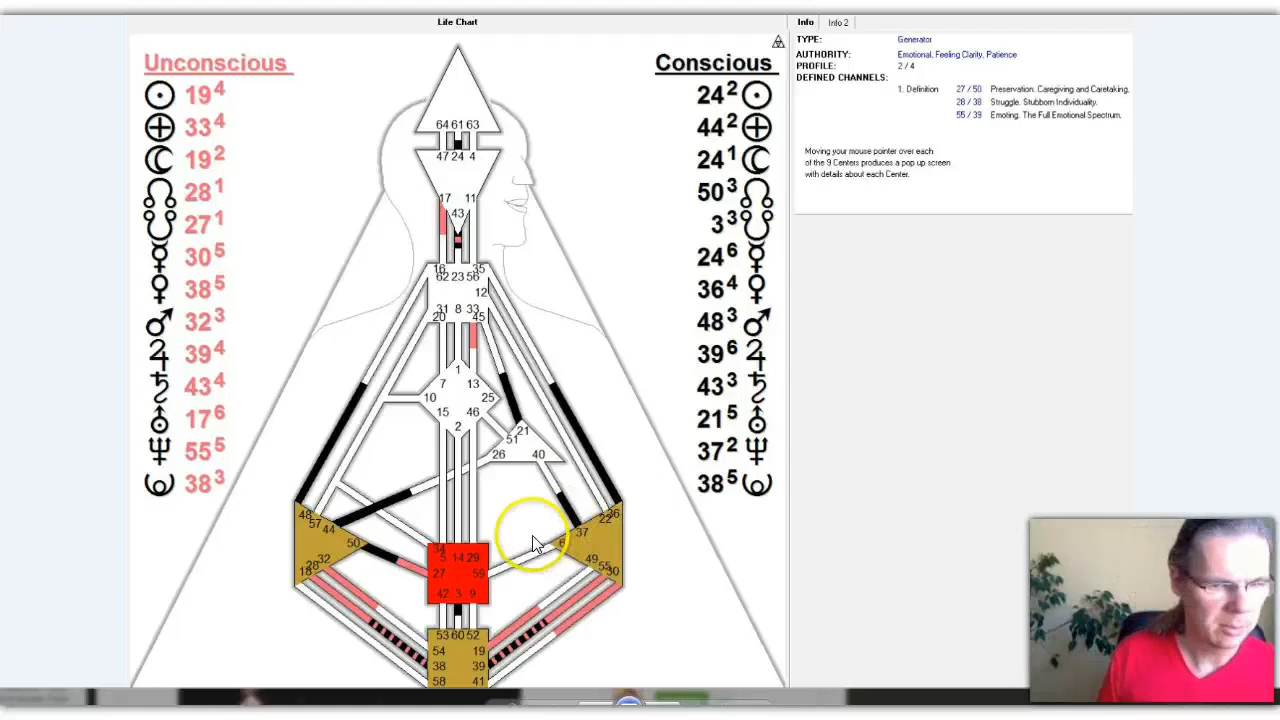 Life Chart
Info
Info 2
TYPE: Generator
AUTHORITY: Emotional, Feeling Clarity, Patience
PROFILE: 2 / 4
DEFINED CHANNELS:
1. Definition 27 / 50 Preservation. Caregiving and Caretaking.
28 / 38 Struggle. Stubborn Individuality.
55 / 39 Emoting. The Full Emotional Spectrum.
Moving your mouse pointer over each
of the 9 Centers produces a pop up screen
with details about each Center.
Unconscious
19 4
33 4
19 2
28 1
27 1
30 5
38 5
32 3
39 4
43 4
17 6
55 5
38 3
64 61 63
47 24 4
17 11
43
16 35
62 23 56
12
31 8 33
20 45
1
7 13
10 25
15 46
2
21
51
26 40
48 36
57 22
44 37
50 6
32 49
28 55
18 30
34
5 14 29
27 59
42 3 9
53 60 52
54 19
38 39
58 41
Conscious
24 2
44 2
24 1
50 3
3 3
24 6
36 4
48 3
39 6
43 3
21 5
37 2
38 5